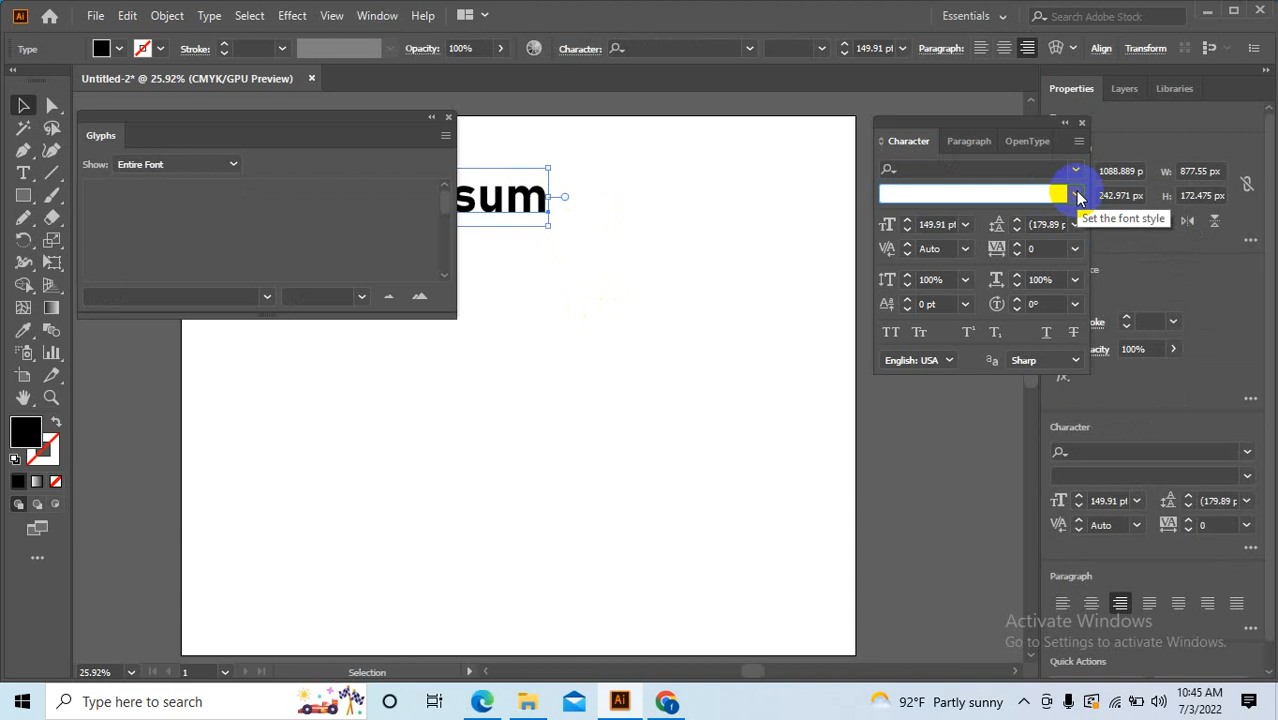 Ai File Edit Object Type Select Effect View Window Help Essentials Search Adobe Stock
Type Stroke: Opacity: 100% Character: 149.91 pt Paragraph: Align Transform
Untitled-2* @ 25.92% (CMYK/GPU Preview)
Properties Layers Libraries
Glyphs
Character Paragraph OpenType
Show: Entire Font
1088.889 p W: 877.55 px
sum
242.971 px H: 172.475 px
Set the font style
149.91 pt (179.89 p
Auto 0
100% 100%
0 pt 0°
100%
English: USA Sharp
Character
149.91 pt (179.89 pt
Auto 0
Paragraph
Activate Windows
Go to Settings to activate Windows.
Quick Actions
25.92% 1 Selection
Type here to search
Ai
92°F Partly sunny
10:45 AM
7/3/2022